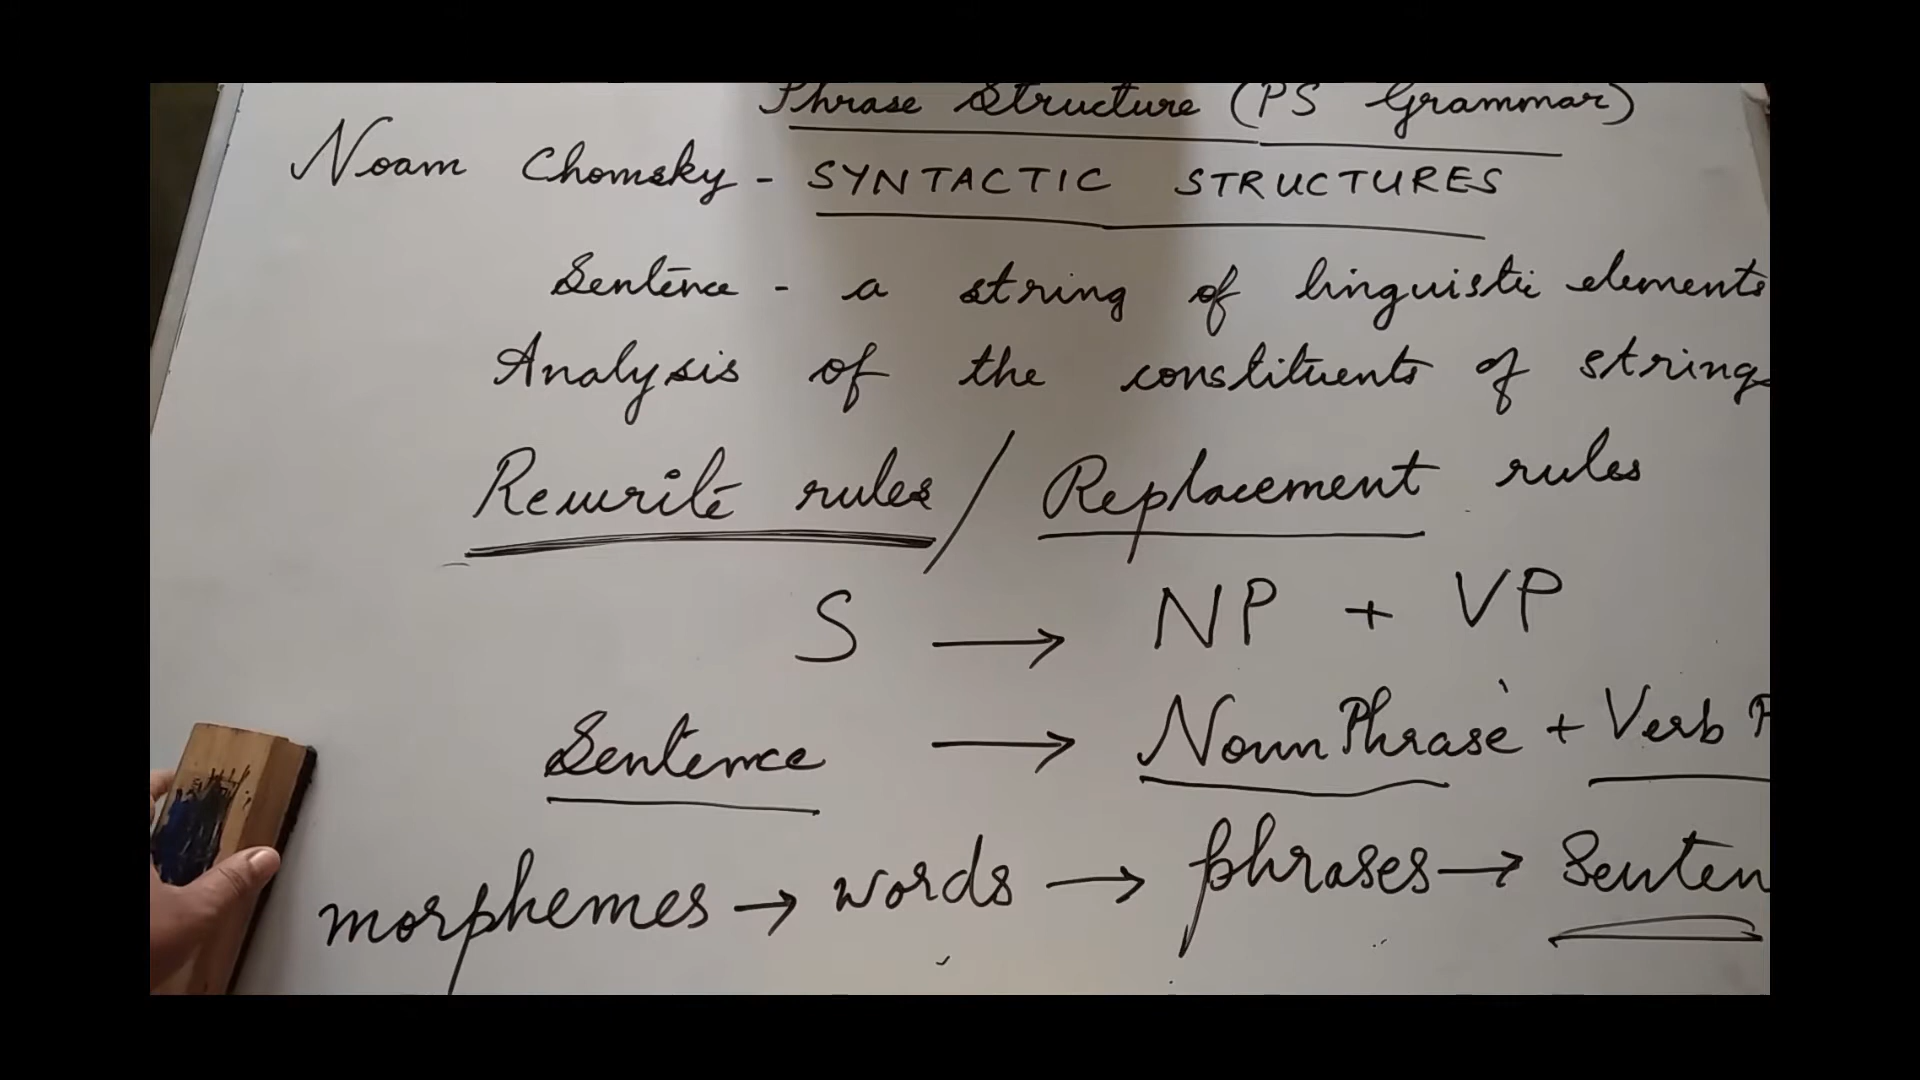 Phrase Structure (PS Grammar)
Noam Chomsky - SYNTACTIC STRUCTURES
Sentence - a string of linguistic elements
Analysis of the constituents of strings
Rewrite rules / Replacement rules
S → NP + VP
Sentence → Noun Phrase + Verb P
morphemes → words → phrases → Senten